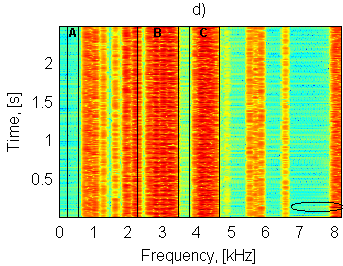 d)
A B C
2
1.5
1
0.5
Time, [s]
0 1 2 3 4 5 6 7 8
Frequency, [kHz]